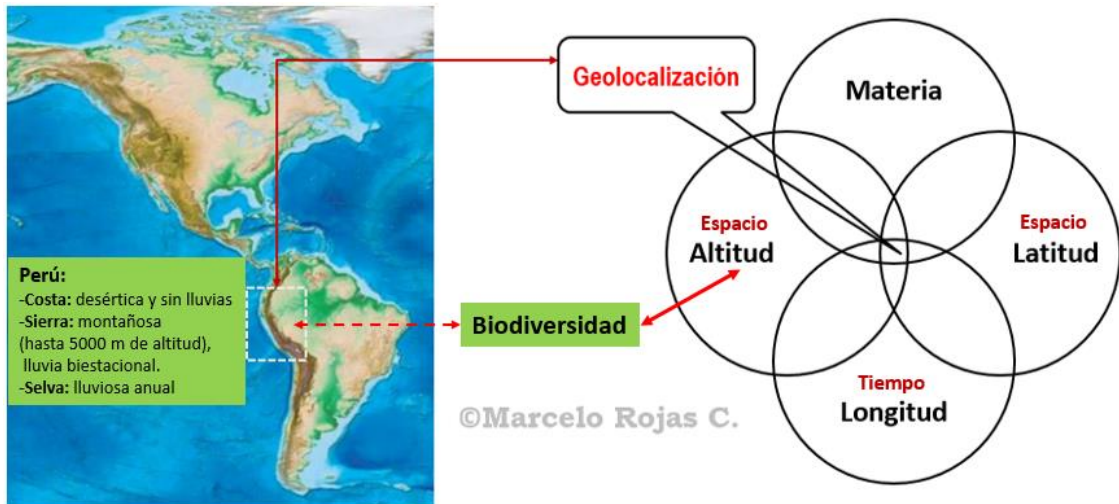 Geolocalización
Materia
Espacio
Altitud
Espacio
Latitud
Perú:
-Costa: desértica y sin lluvias
-Sierra: montañosa
(hasta 5000 m de altitud),
lluvia biestacional.
-Selva: lluviosa anual
Biodiversidad
Tiempo
Longitud
©Marcelo Rojas C.